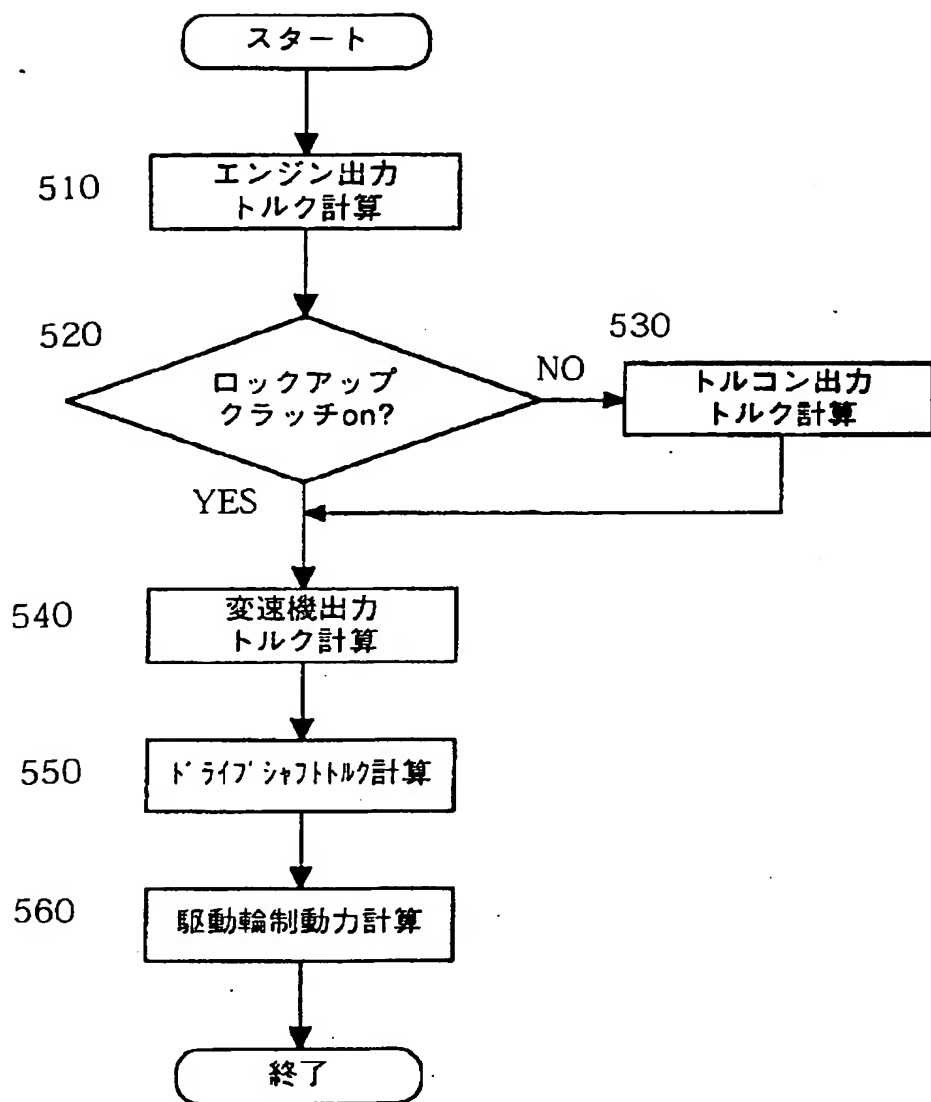 スタート
510
エンジン出力
トルク計算
520
ロックアップ
クラッチon?
NO
530
トルコン出力
トルク計算
YES
540
変速機出力
トルク計算
550
ドライブシャフトトルク計算
560
駆動輪制動力計算
終了